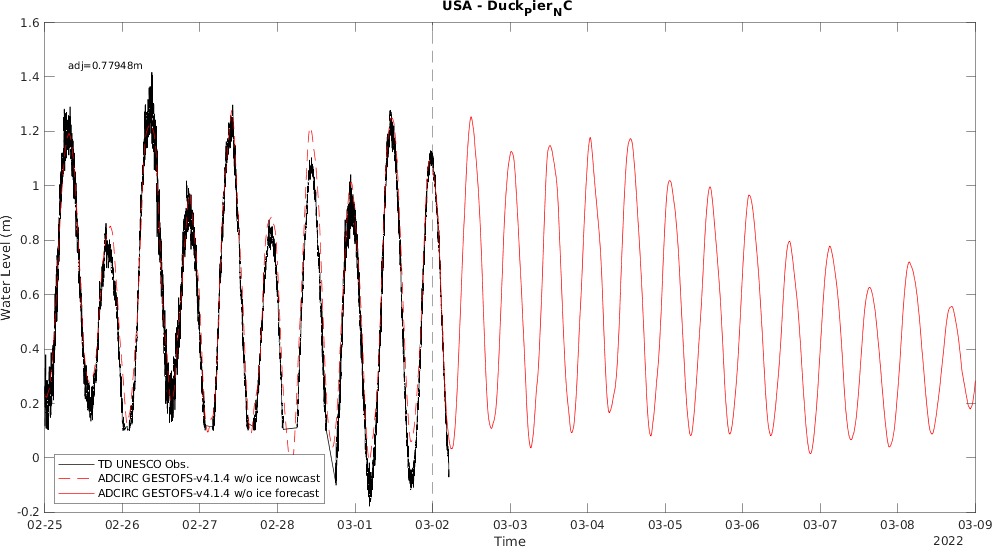 USA - Duck_Pier_NC
adj=0.77948m
1.6
1.4
1.2
1
0.8
0.6
0.4
0.2
0
-0.2
Water Level (m)
TD UNESCO Obs.
ADCIRC GESTOFS-v4.1.4 w/o ice nowcast
ADCIRC GESTOFS-v4.1.4 w/o ice forecast
02-25 02-26 02-27 02-28 03-01 03-02 03-03 03-04 03-05 03-06 03-07 03-08 03-09
Time
2022